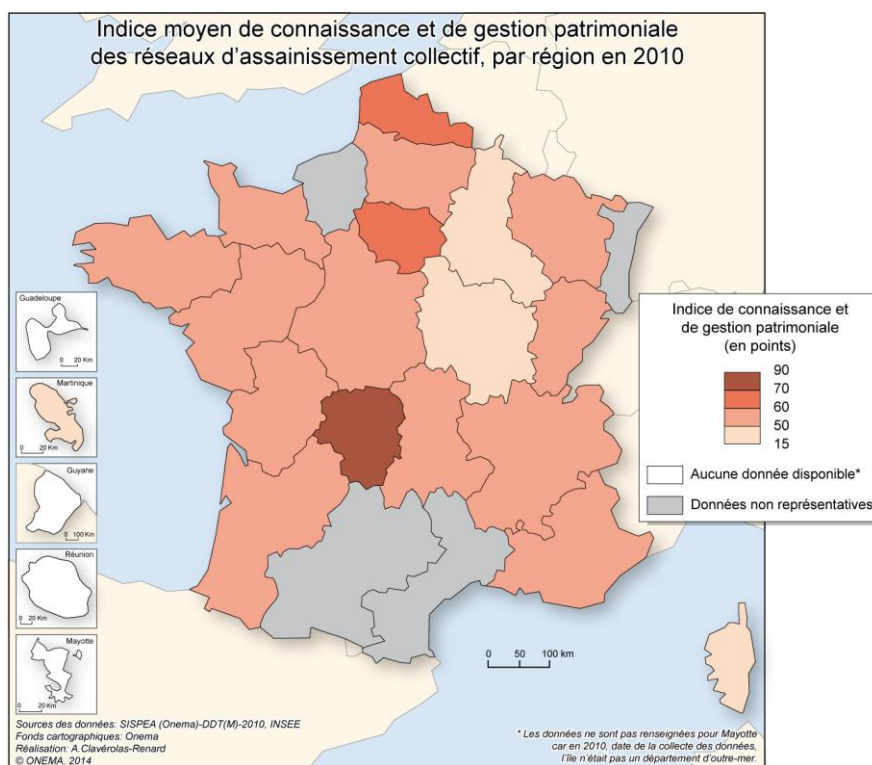 Indice moyen de connaissance et de gestion patrimoniale
des réseaux d'assainissement collectif, par région en 2010
Guadeloupe
0 20 Km
Martinique
0 20 Km
Guyane
0 100 Km
Réunion
0 20 Km
Mayotte
0 20 Km
Indice de connaissance et
de gestion patrimoniale
(en points)
90
70
60
50
15
Aucune donnée disponible*
Données non représentatives
0 50 100 km
Sources des données: SISPEA (Onema)-DDT(M)-2010, INSEE
Fonds cartographiques: Onema
Réalisation: A.Clavérolas-Renard
© ONEMA, 2014
* Les données ne sont pas renseignées pour Mayotte
car en 2010, date de la collecte des données,
l'île n'était pas un département d'outre-mer.